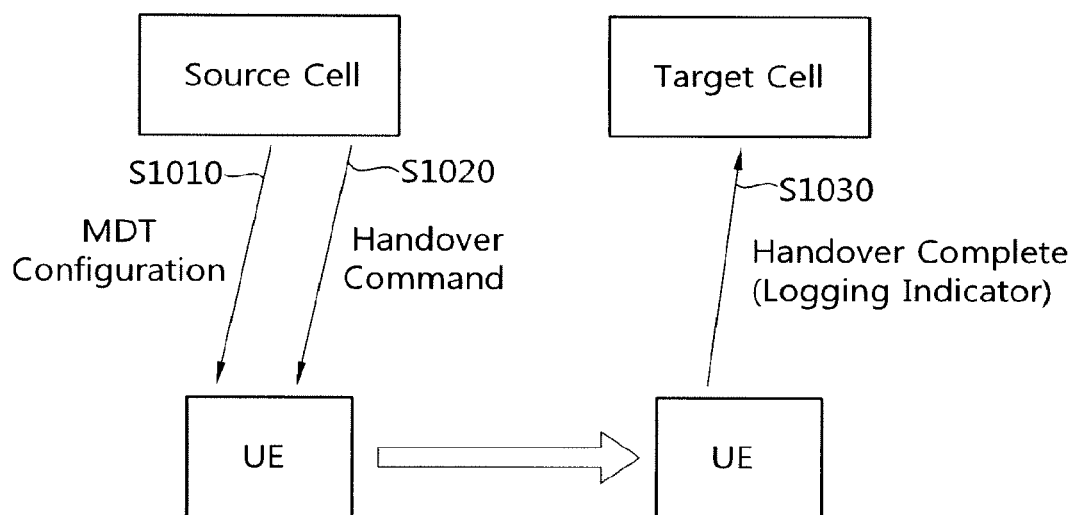 Source Cell
Target Cell
S1010
S1020
S1030
MDT
Configuration
Handover
Command
Handover Complete
(Logging Indicator)
UE
UE